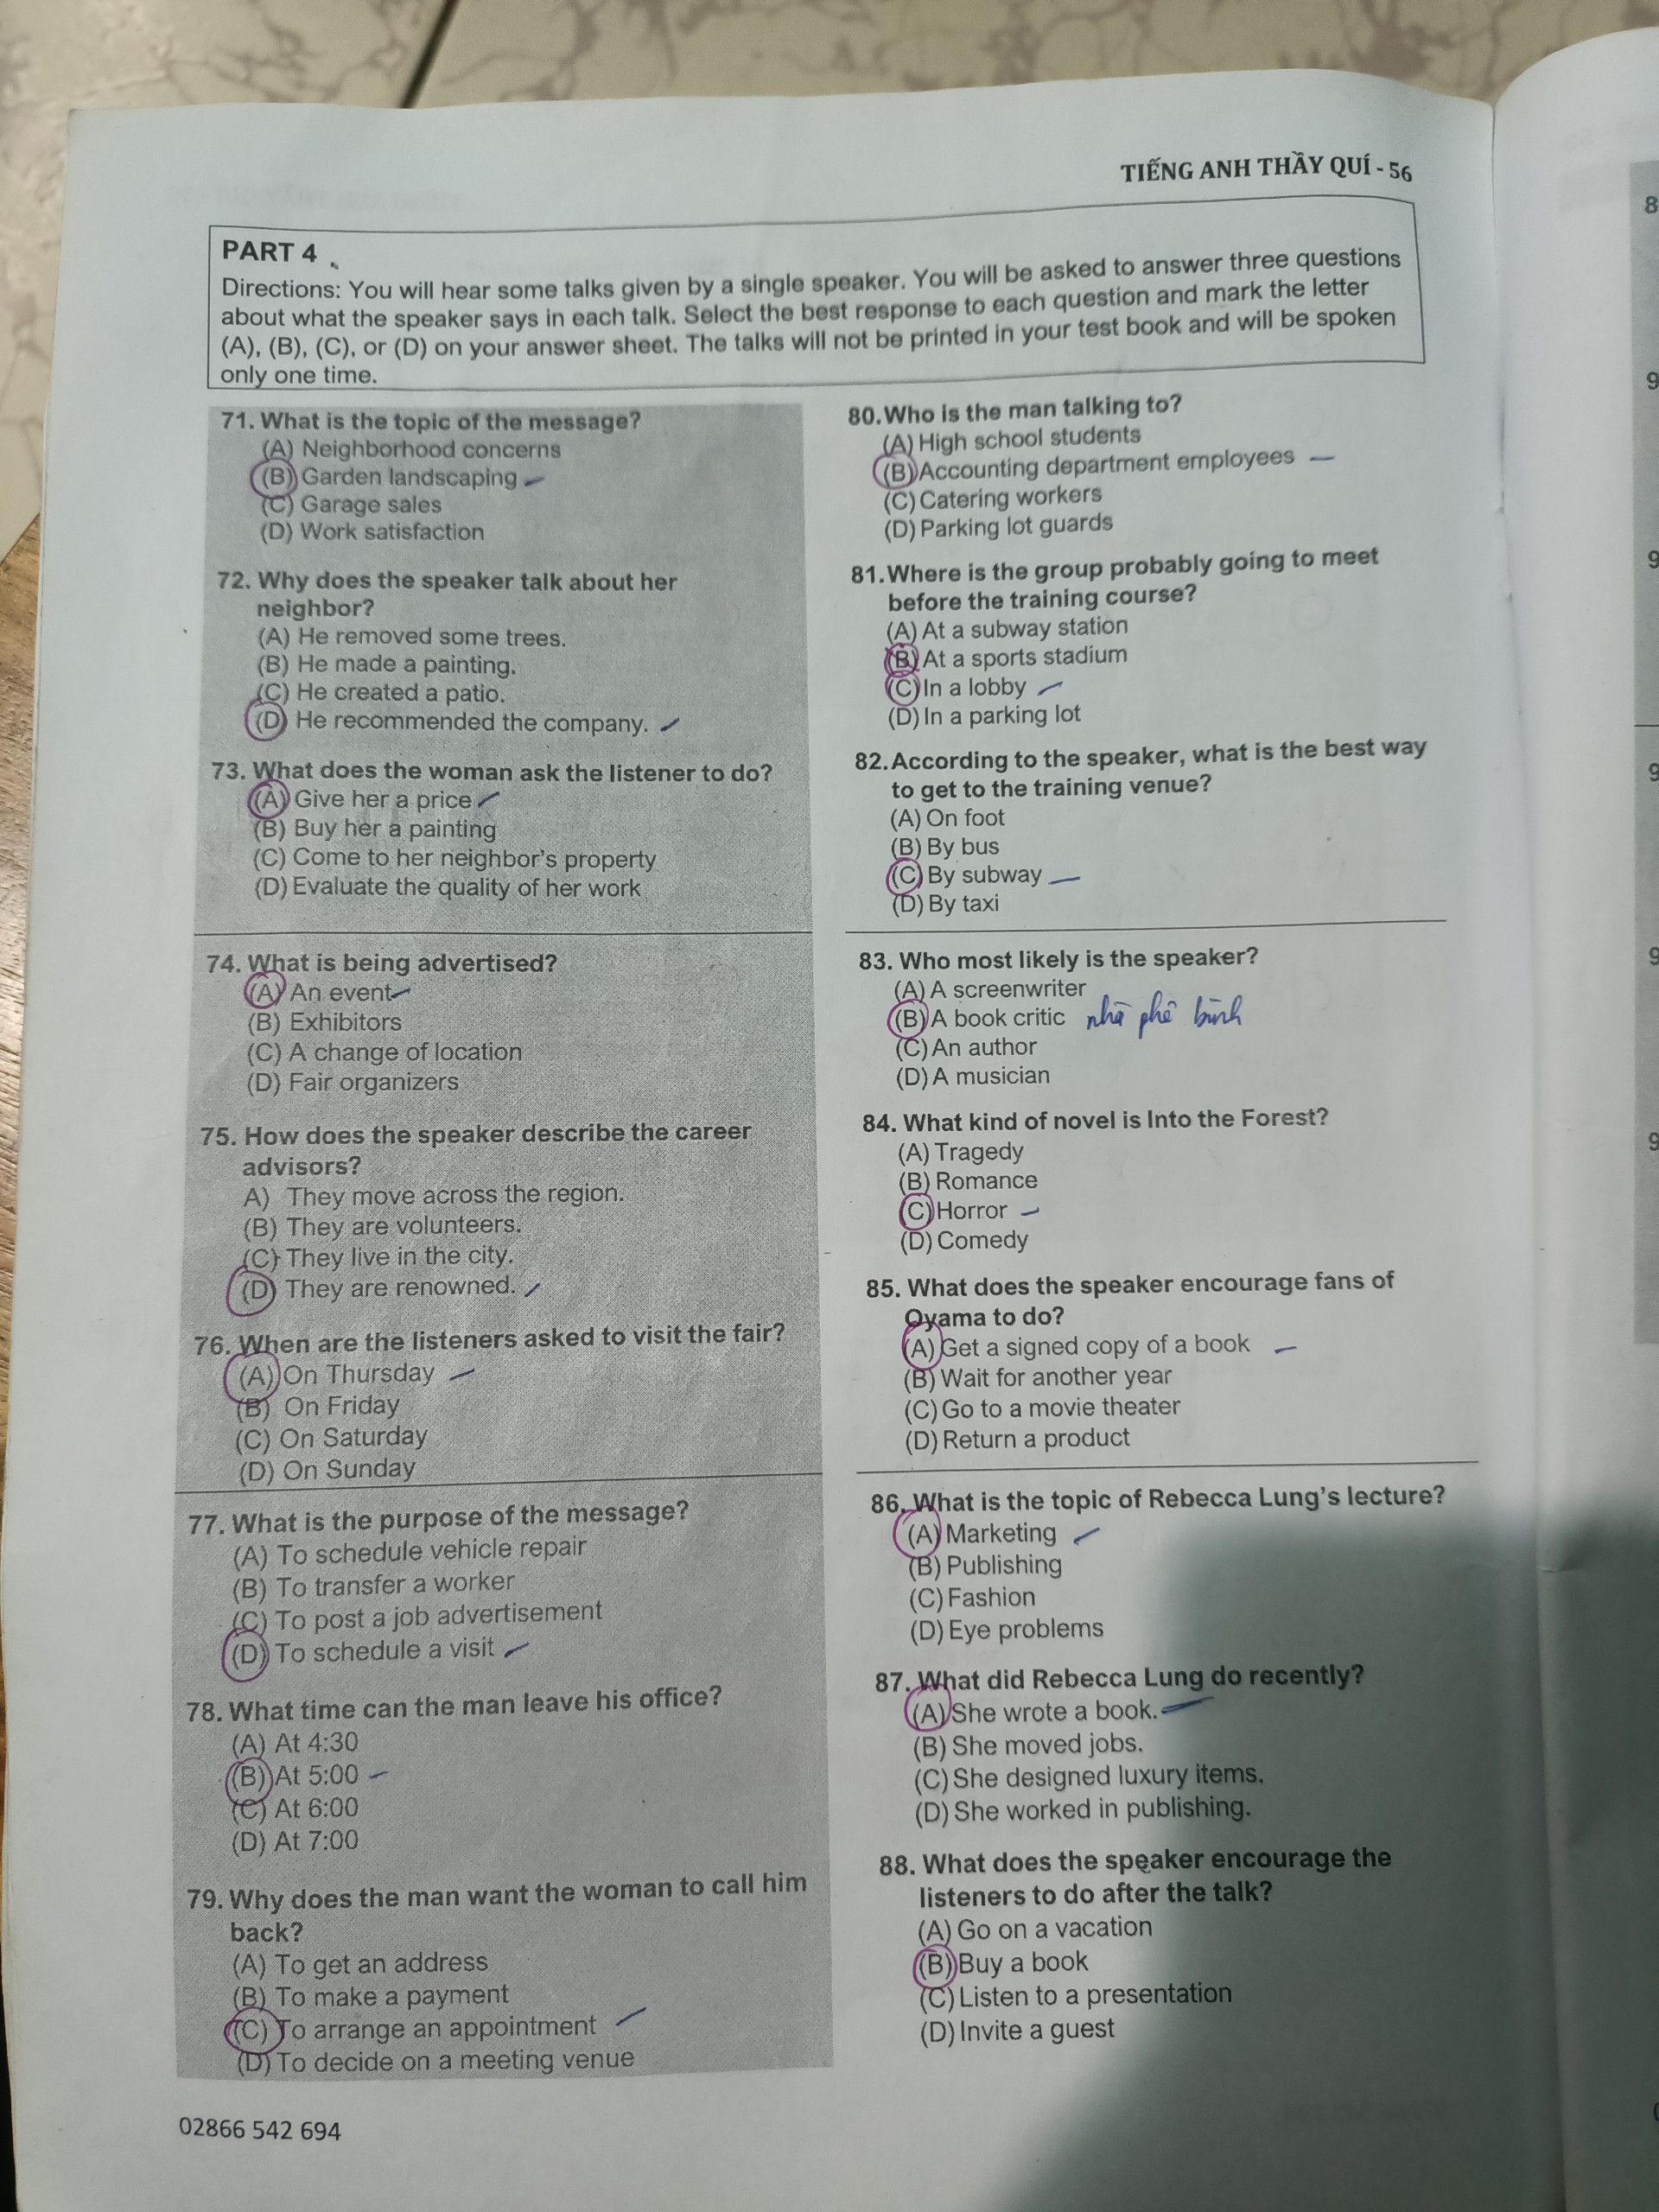 TIẾNG ANH THẦY QUÍ - 56
PART 4
Directions: You will hear some talks given by a single speaker. You will be asked to answer three questions
about what the speaker says in each talk. Select the best response to each question and mark the letter
(A), (B), (C), or (D) on your answer sheet. The talks will not be printed in your test book and will be spoken
only one time.
71. What is the topic of the message?
(A) Neighborhood concerns
(B) Garden landscaping
(C) Garage sales
(D) Work satisfaction
72. Why does the speaker talk about her
neighbor?
(A) He removed some trees.
(B) He made a painting.
(C) He created a patio.
(D) He recommended the company.
73. What does the woman ask the listener to do?
(A) Give her a price
(B) Buy her a painting
(C) Come to her neighbor's property
(D) Evaluate the quality of her work
74. What is being advertised?
(A) An event
(B) Exhibitors
(C) A change of location
(D) Fair organizers
75. How does the speaker describe the career
advisors?
A) They move across the region.
(B) They are volunteers.
(C) They live in the city.
(D) They are renowned.
76. When are the listeners asked to visit the fair?
(A) On Thursday
(B) On Friday
(C) On Saturday
(D) On Sunday
77. What is the purpose of the message?
(A) To schedule vehicle repair
(B) To transfer a worker
(C) To post a job advertisement
(D) To schedule a visit
78. What time can the man leave his office?
(A) At 4:30
(B) At 5:00
(C) At 6:00
(D) At 7:00
79. Why does the man want the woman to call him
back?
(A) To get an address
(B) To make a payment
(C) To arrange an appointment
(D) To decide on a meeting venue
80. Who is the man talking to?
(A) High school students
(B) Accounting department employees
(C) Catering workers
(D) Parking lot guards
81. Where is the group probably going to meet
before the training course?
(A) At a subway station
(B) At a sports stadium
(C) In a lobby
(D) In a parking lot
82. According to the speaker, what is the best way
to get to the training venue?
(A) On foot
(B) By bus
(C) By subway
(D) By taxi
83. Who most likely is the speaker?
(A) A screenwriter
(B) A book critic nhà phê bình
(C) An author
(D) A musician
84. What kind of novel is Into the Forest?
(A) Tragedy
(B) Romance
(C) Horror
(D) Comedy
85. What does the speaker encourage fans of
Oyama to do?
(A) Get a signed copy of a book
(B) Wait for another year
(C) Go to a movie theater
(D) Return a product
86. What is the topic of Rebecca Lung's lecture?
(A) Marketing
(B) Publishing
(C) Fashion
(D) Eye problems
87. What did Rebecca Lung do recently?
(A) She wrote a book.
(B) She moved jobs.
(C) She designed luxury items.
(D) She worked in publishing.
88. What does the speaker encourage the
listeners to do after the talk?
(A) Go on a vacation
(B) Buy a book
(C) Listen to a presentation
(D) Invite a guest
02866 542 694